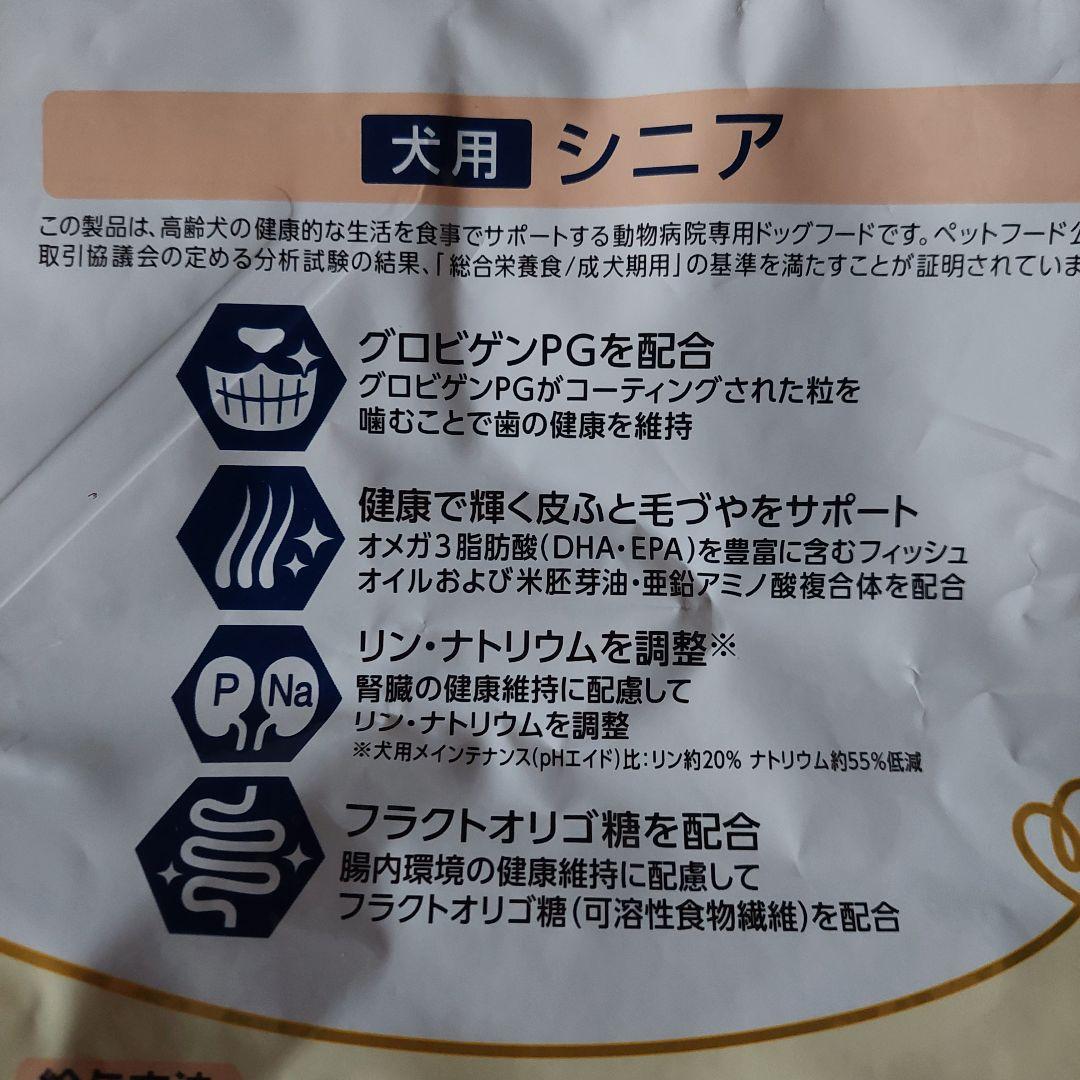 犬用 シニア
この製品は、高齢犬の健康的な生活を食事でサポートする動物病院専用ドッグフードです。ペットフード公
取引協議会の定める分析試験の結果、「総合栄養食/成犬期用」の基準を満たすことが証明されていま
グロビゲンPGを配合
グロビゲンPGがコーティングされた粒を
噛むことで歯の健康を維持
健康で輝く皮ふと毛づやをサポート
オメガ3脂肪酸(DHA・EPA)を豊富に含むフィッシュ
オイルおよび米胚芽油・亜鉛アミノ酸複合体を配合
P Na
リン・ナトリウムを調整※
腎臓の健康維持に配慮して
リン・ナトリウムを調整
※犬用メインテナンス(pHエイド)比:リン約20% ナトリウム約55%低減
フラクトオリゴ糖を配合
腸内環境の健康維持に配慮して
フラクトオリゴ糖(可溶性食物繊維)を配合